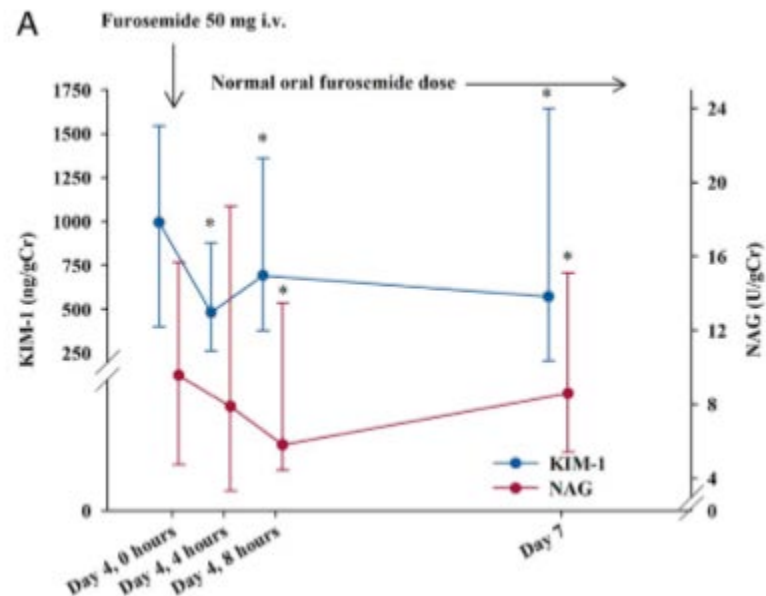 A
Furosemide 50 mg i.v.
Normal oral furosemide dose
1750
1500
1250
1000
750
500
250
0
KIM-1 (ng/gCr)
*
*
*
*
*
24
20
16
12
8
4
0
NAG (U/gCr)
KIM-1
NAG
Day 4, 0 hours
Day 4, 4 hours
Day 4, 8 hours
Day 7